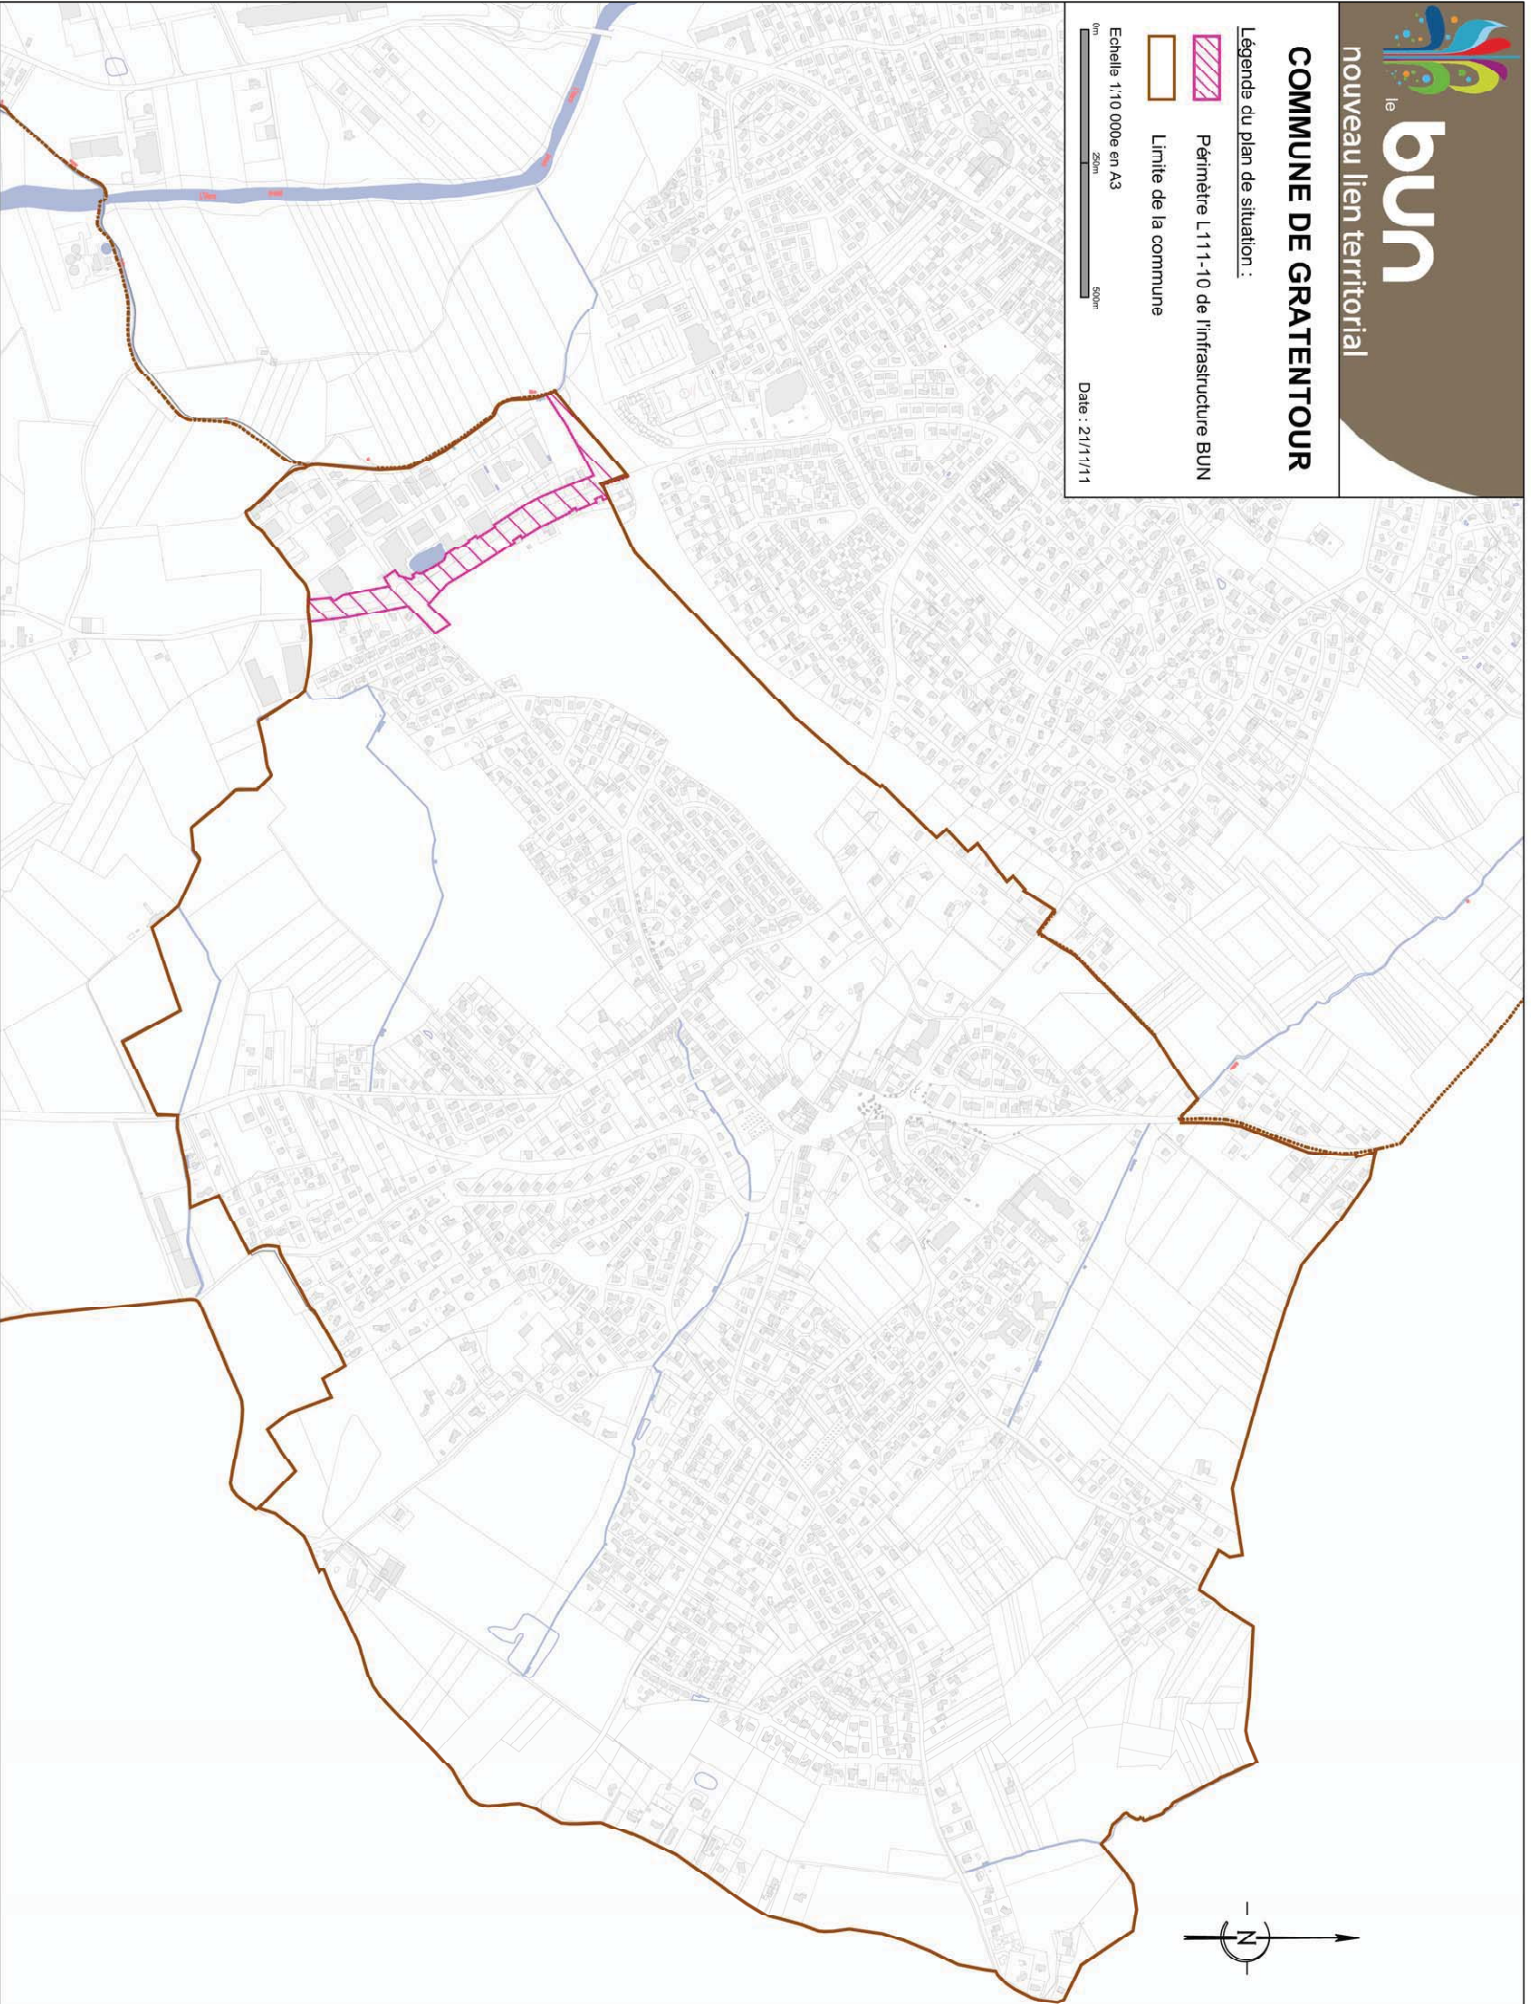 le bun
nouveau lien territorial
COMMUNE DE GRATENTOUR
Légende du plan de situation :
Périmètre L111-10 de l'infrastructure BUN
Limite de la commune
Echelle 1:10 000e en A3
Date : 21/11/11
0m 250m 500m
N